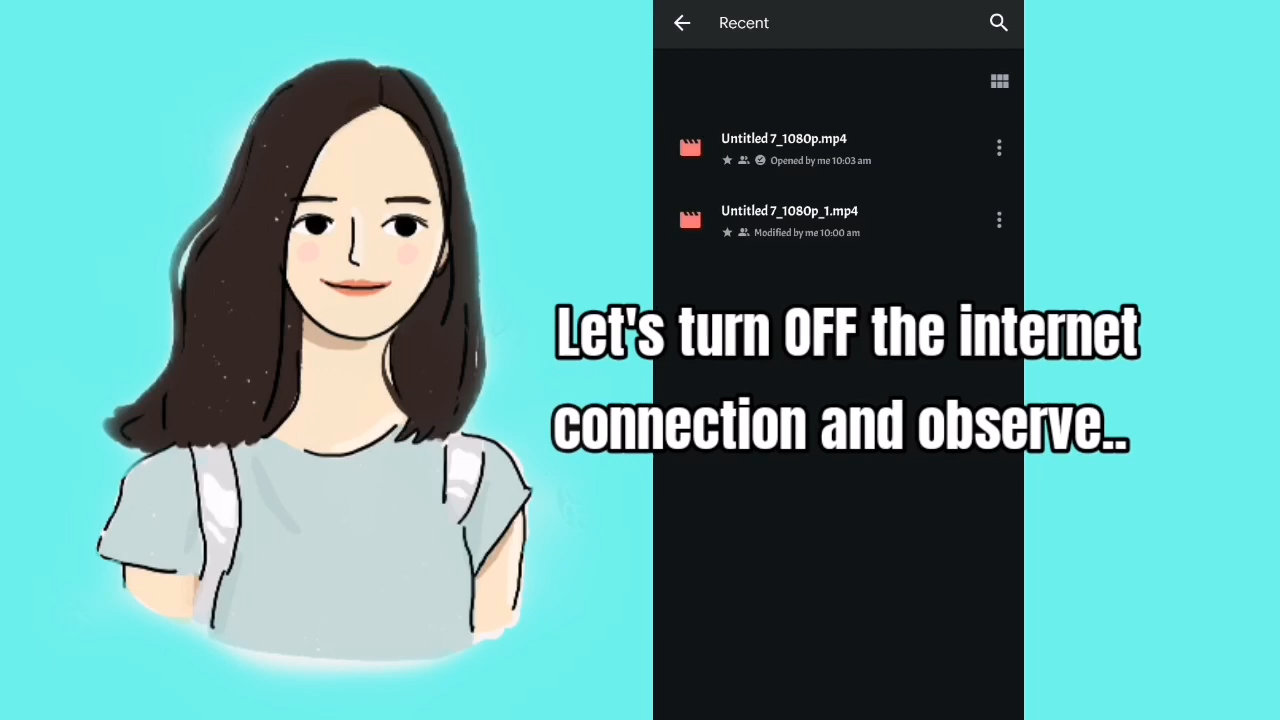 Recent
Untitled 7_1080p.mp4
Opened by me 10:03 am
Untitled 7_1080p_1.mp4
Modified by me 10:00 am
Let's turn OFF the internet
connection and observe..